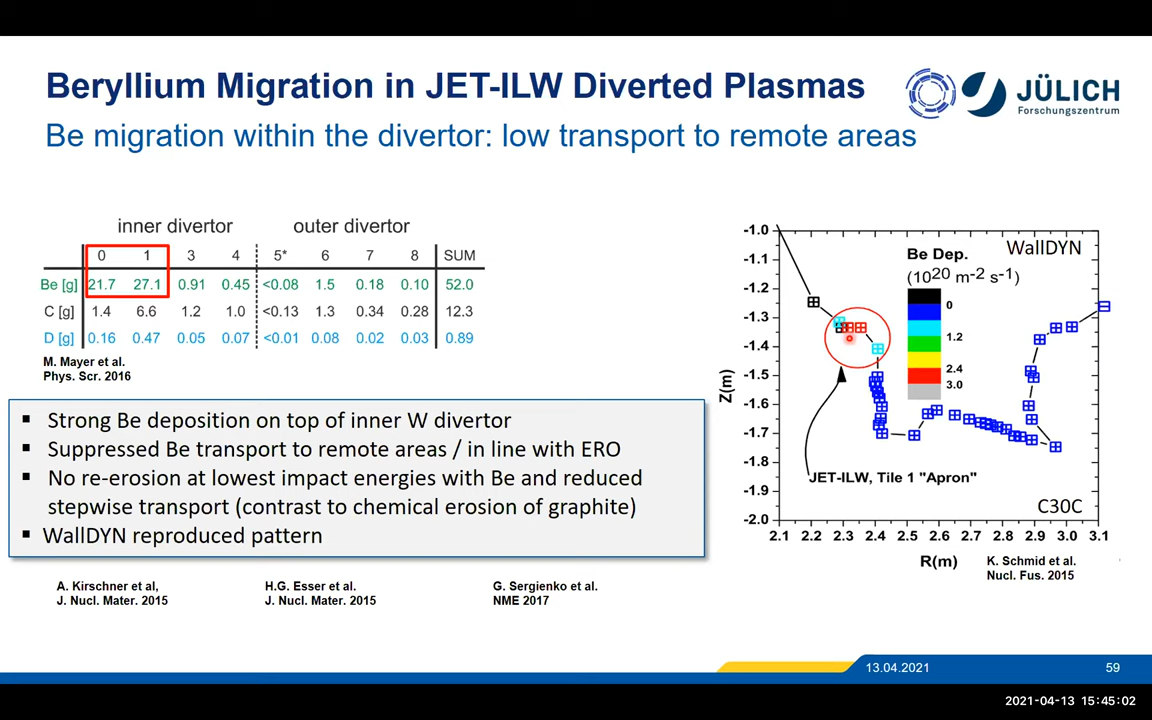 Beryllium Migration in JET-ILW Diverted Plasmas
JÜLICH
Forschungszentrum
Be migration within the divertor: low transport to remote areas
inner divertor outer divertor
0 1 3 4 5* 6 7 8 SUM
Be [g] 21.7 27.1 0.91 0.45 <0.08 1.5 0.18 0.10 52.0
C [g] 1.4 6.6 1.2 1.0 <0.13 1.3 0.34 0.28 12.3
D [g] 0.16 0.47 0.05 0.07 <0.01 0.08 0.02 0.03 0.89
M. Mayer et al.
Phys. Scr. 2016
▪ Strong Be deposition on top of inner W divertor
▪ Suppressed Be transport to remote areas / in line with ERO
▪ No re-erosion at lowest impact energies with Be and reduced
stepwise transport (contrast to chemical erosion of graphite)
▪ WallDYN reproduced pattern
A. Kirschner et al,
J. Nucl. Mater. 2015
H.G. Esser et al.
J. Nucl. Mater. 2015
G. Sergienko et al.
NME 2017
-1.0
-1.1
-1.2
-1.3
-1.4
-1.5
-1.6
-1.7
-1.8
-1.9
-2.0
Z(m)
Be Dep.
(10^20 m^-2 s^-1)
WallDYN
0
1.2
2.4
3.0
JET-ILW, Tile 1 "Apron"
C30C
2.1 2.2 2.3 2.4 2.5 2.6 2.7 2.8 2.9 3.0 3.1
R(m)
K. Schmid et al.
Nucl. Fus. 2015
13.04.2021
59
2021-04-13 15:45:02